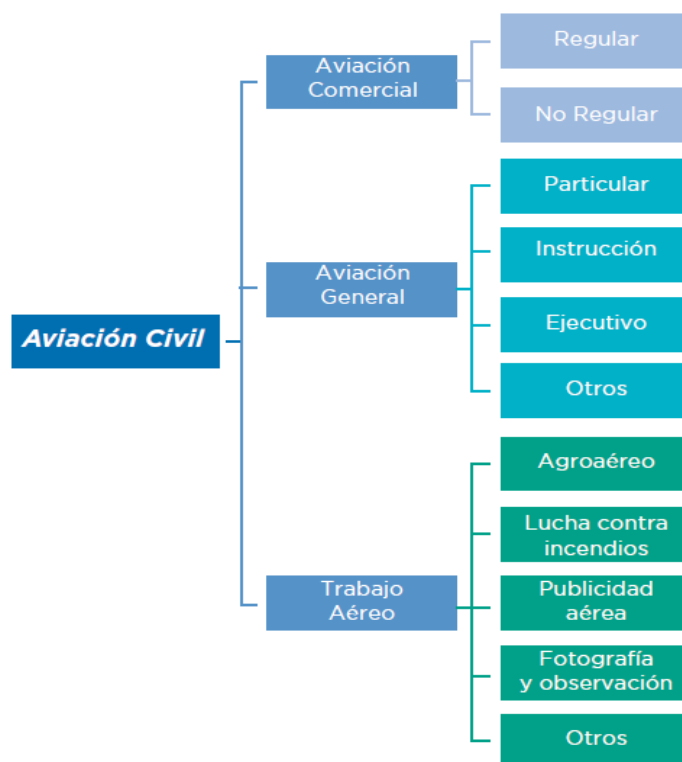 Aviación Civil
Aviación
Comercial
Regular
No Regular
Aviación
General
Particular
Instrucción
Ejecutivo
Otros
Trabajo
Aéreo
Agroaéreo
Lucha contra
incendios
Publicidad
aérea
Fotografía
y observación
Otros